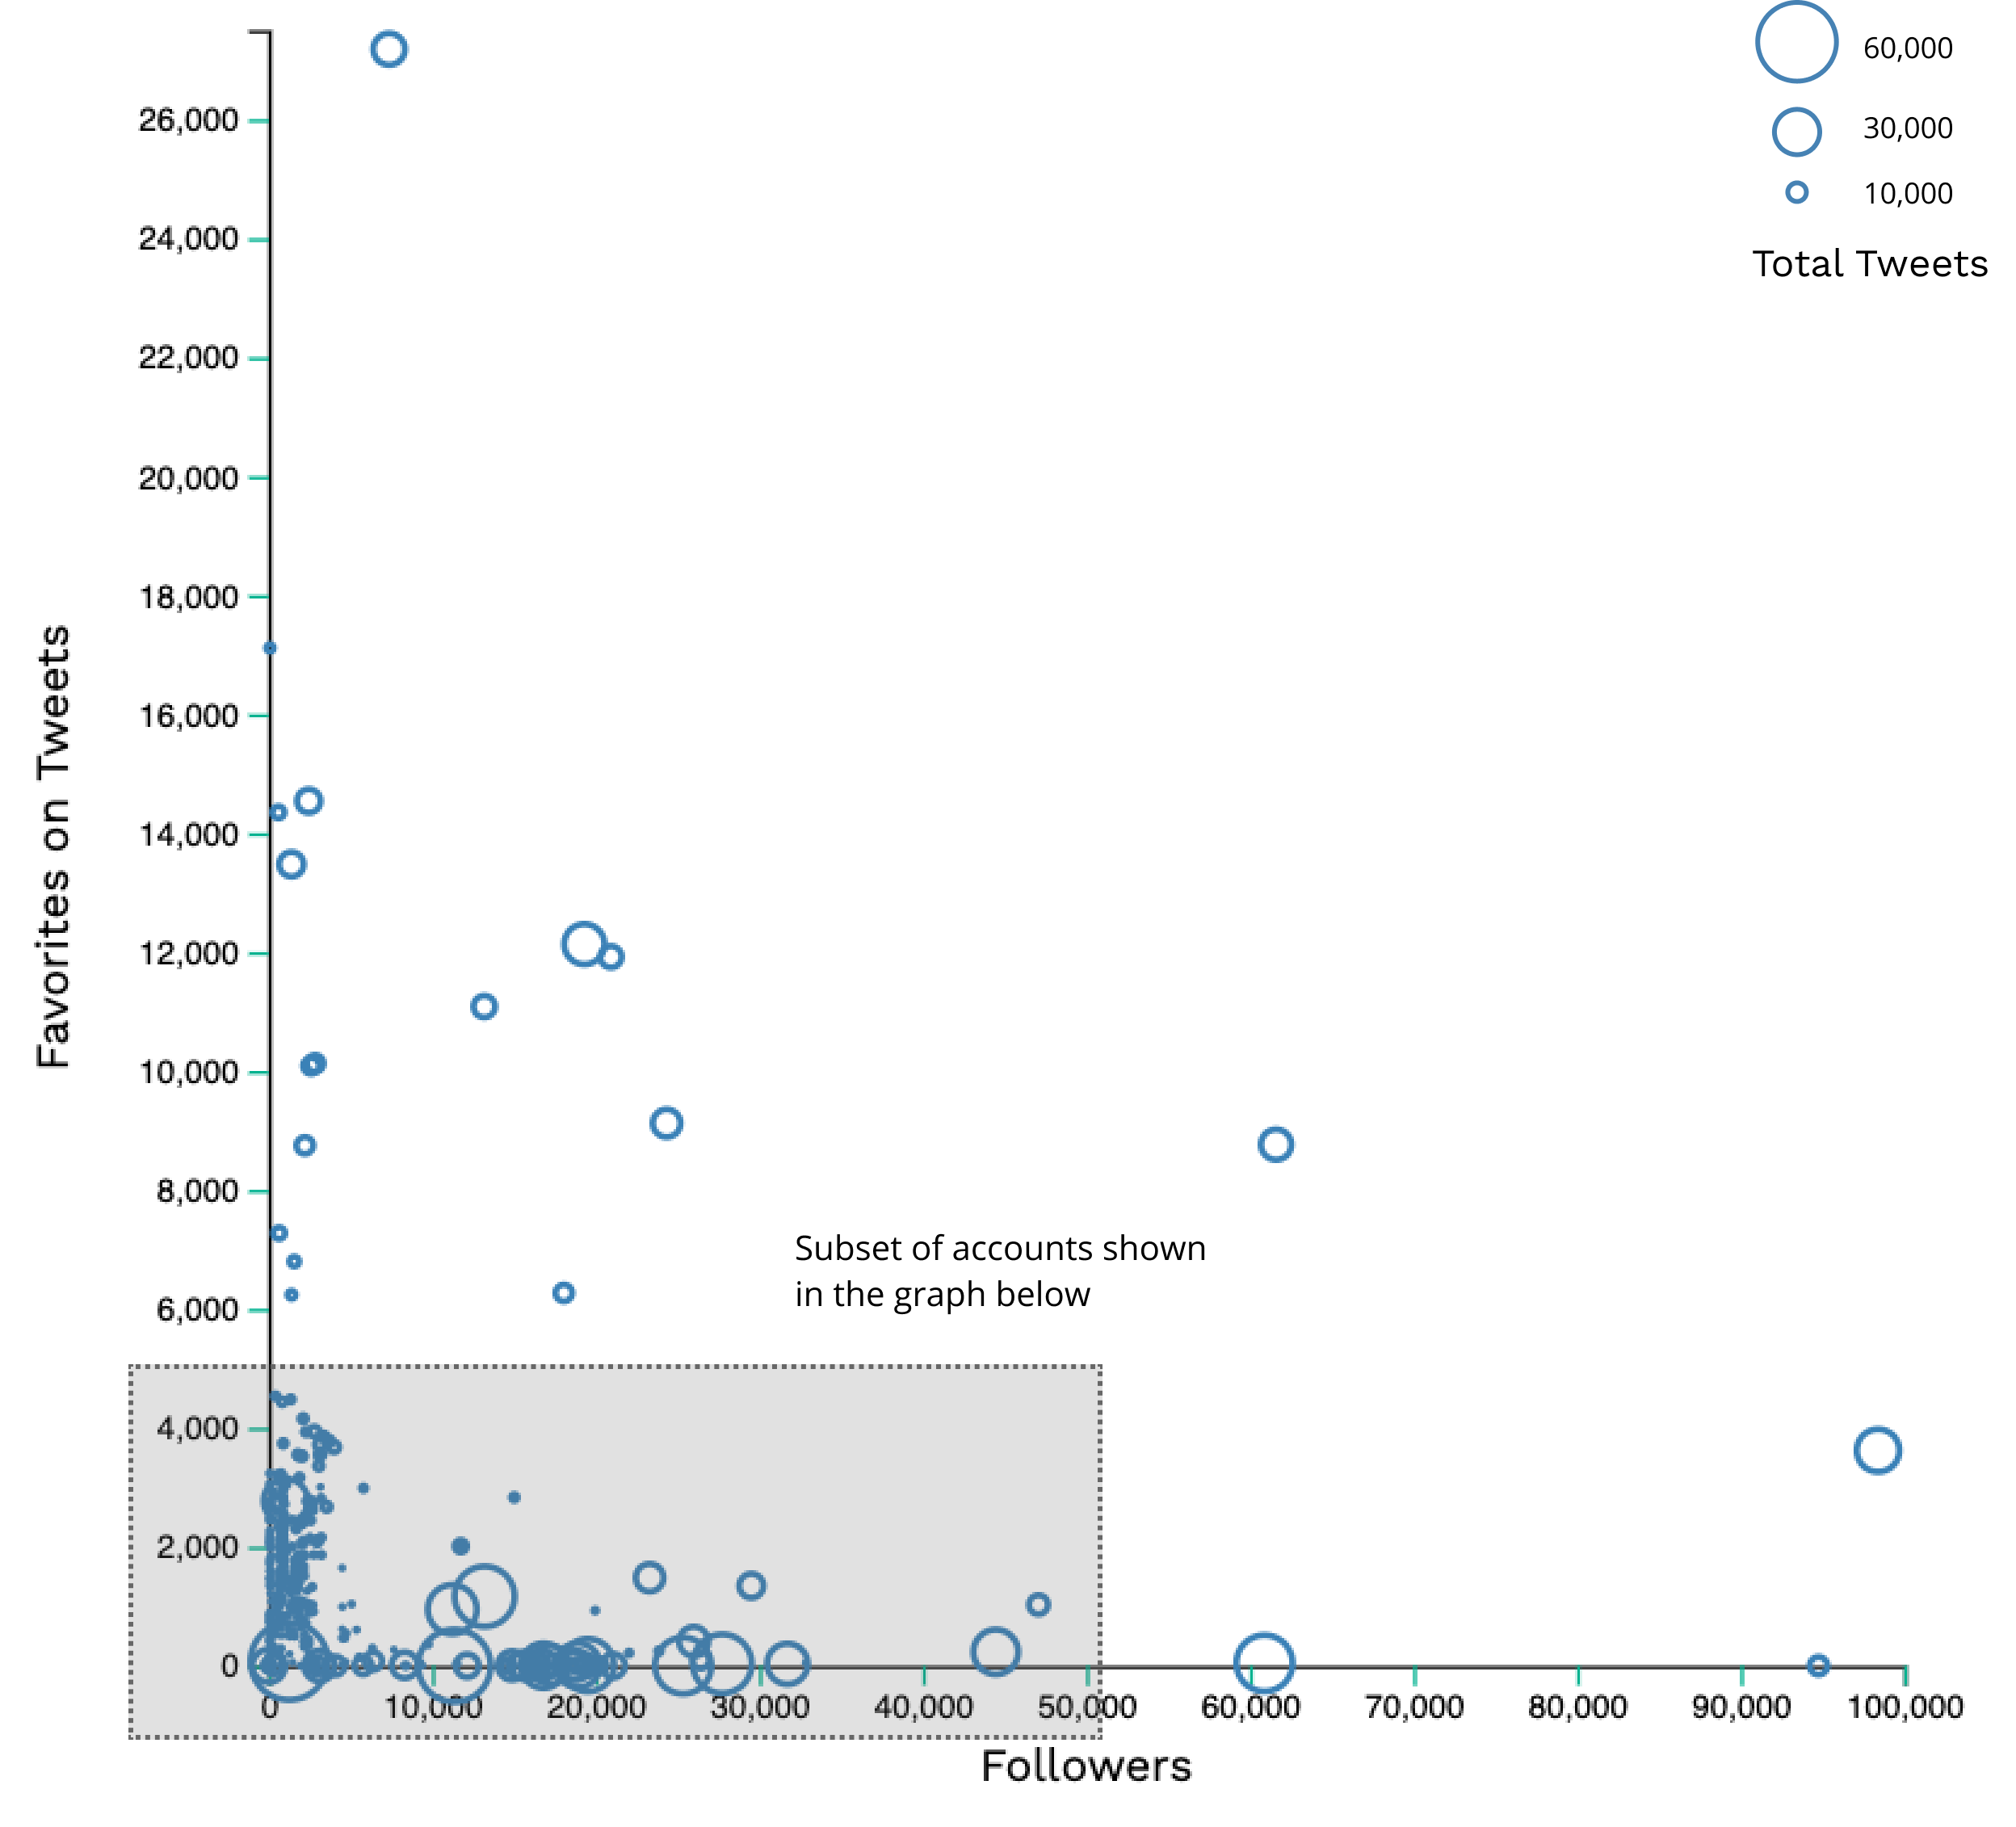 60,000
30,000
10,000
Total Tweets
26,000
24,000
22,000
20,000
18,000
16,000
14,000
12,000
10,000
8,000
6,000
4,000
2,000
0
Favorites on Tweets
Subset of accounts shown
in the graph below
0 10,000 20,000 30,000 40,000 50,000 60,000 70,000 80,000 90,000 100,000
Followers